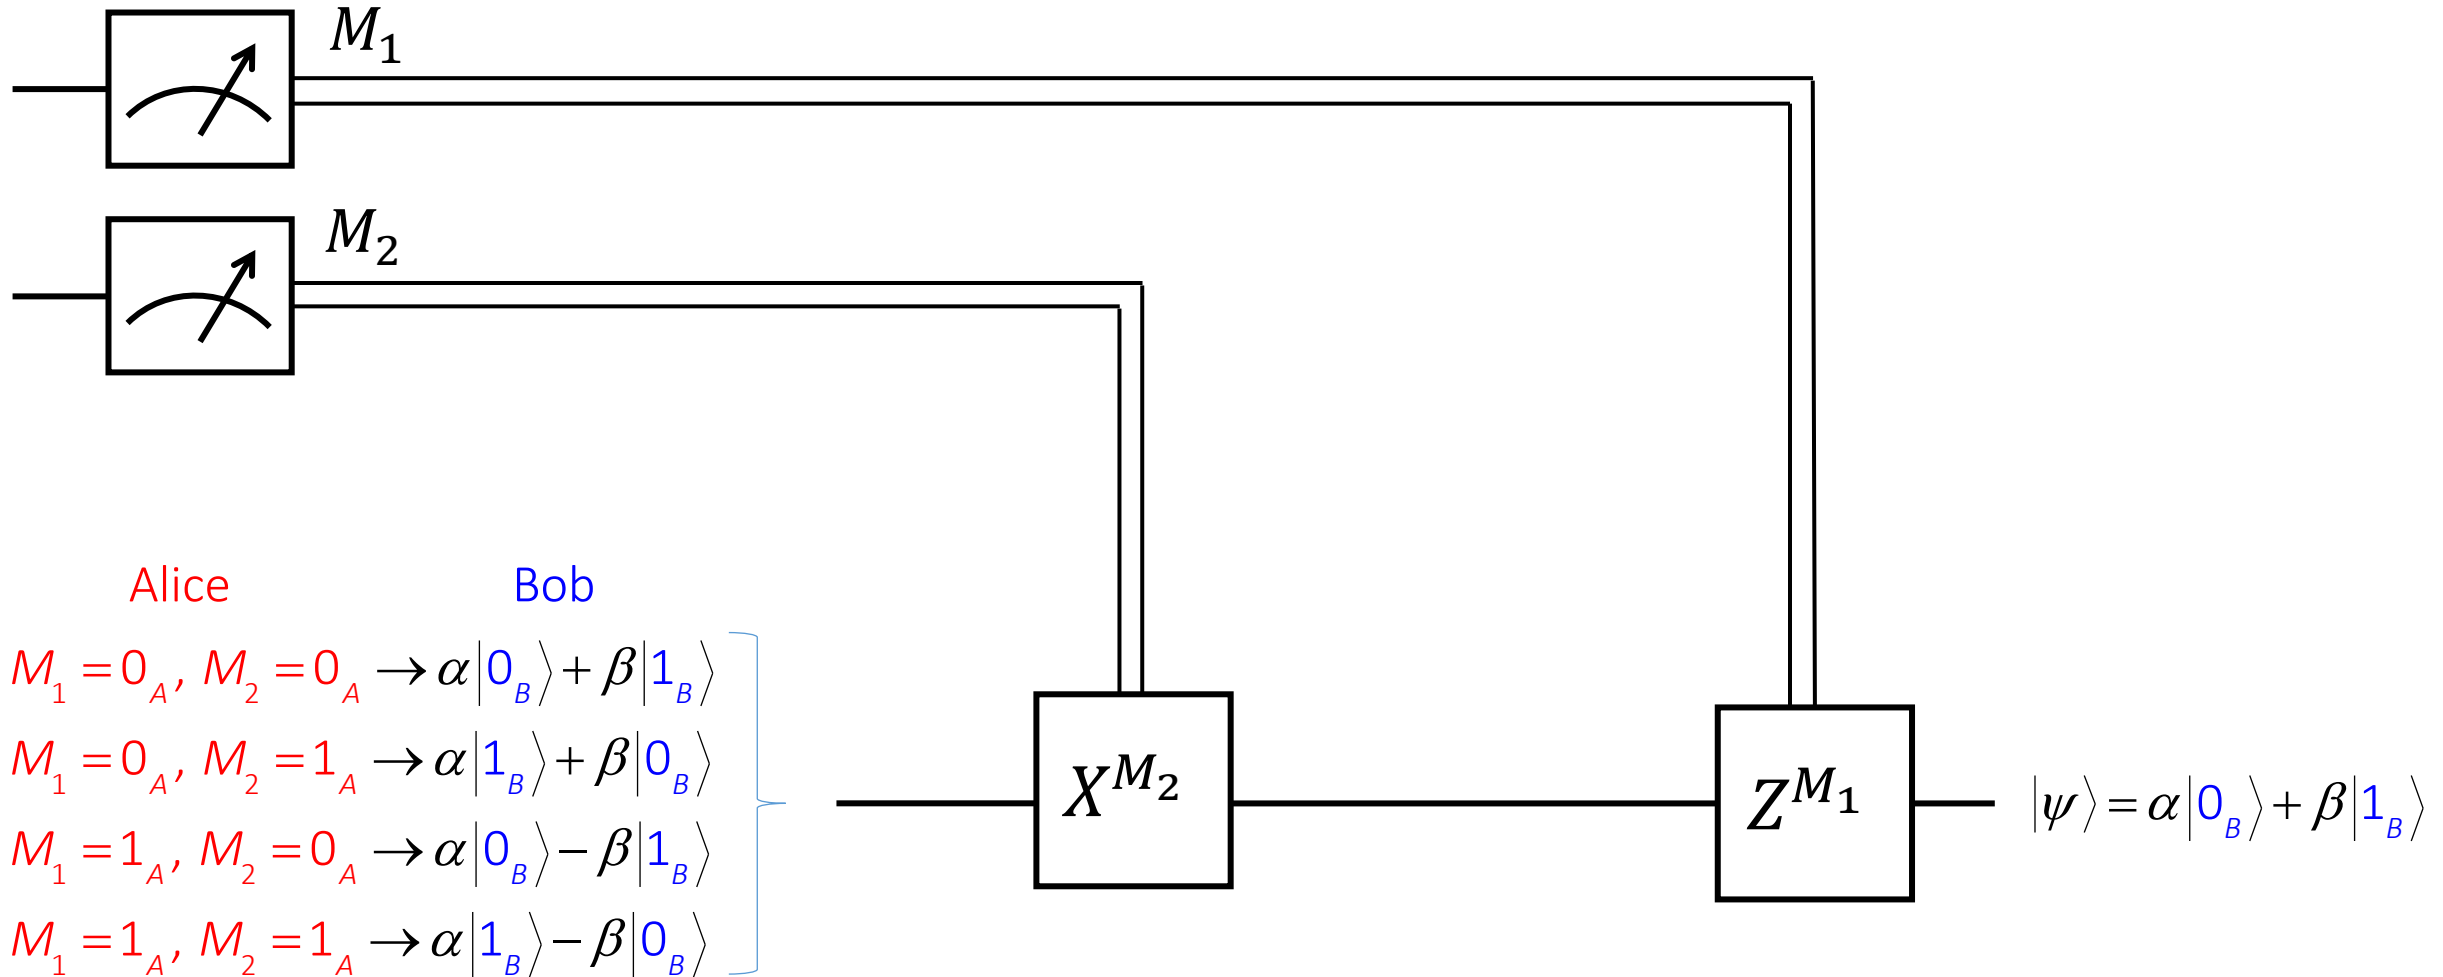 M₁
M₂
Alice Bob
M₁ = 0_A, M₂ = 0_A → α|0_B⟩ + β|1_B⟩
M₁ = 0_A, M₂ = 1_A → α|1_B⟩ + β|0_B⟩
M₁ = 1_A, M₂ = 0_A → α|0_B⟩ − β|1_B⟩
M₁ = 1_A, M₂ = 1_A → α|1_B⟩ − β|0_B⟩
X^{M₂}
Z^{M₁}
|ψ⟩ = α|0_B⟩ + β|1_B⟩